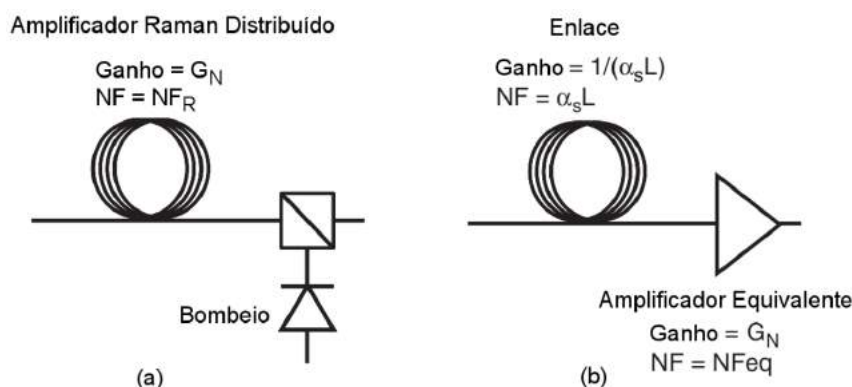 Amplificador Raman Distribuído
Ganho = G_N
NF = NF_R
Bombeio
(a)
Enlace
Ganho = 1/(α_sL)
NF = α_sL
Amplificador Equivalente
Ganho = G_N
NF = NFeq
(b)